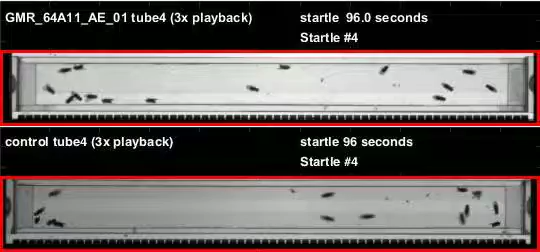 GMR_64A11_AE_01 tube4 (3x playback) startle 96.0 seconds
Startle #4
control tube4 (3x playback) startle 96 seconds
Startle #4